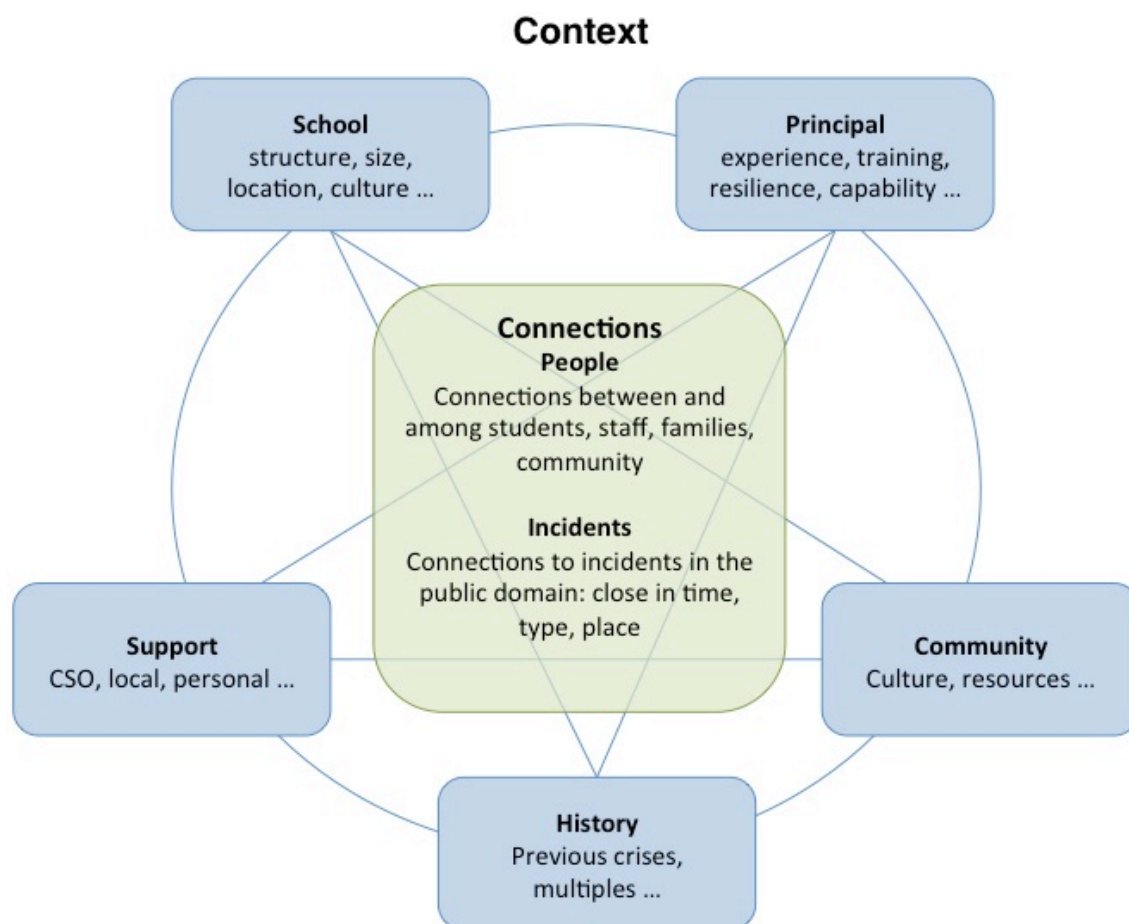 Context
School
structure, size,
location, culture ...
Principal
experience, training,
resilience, capability ...
Connections
People
Connections between and
among students, staff, families,
community
Incidents
Connections to incidents in the
public domain: close in time,
type, place
Support
CSO, local, personal ...
Community
Culture, resources ...
History
Previous crises,
multiples ...